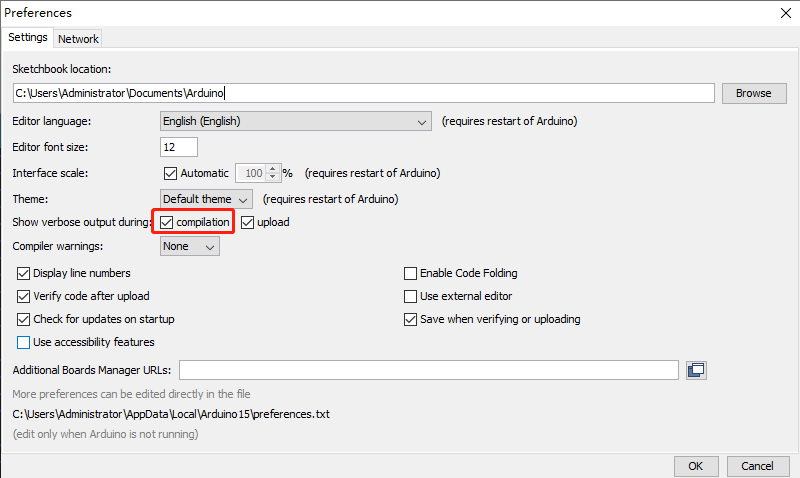 Preferences
Settings Network
Sketchbook location:
C:\Users\Administrator\Documents\Arduino Browse
Editor language: English (English) (requires restart of Arduino)
Editor font size: 12
Interface scale: Automatic 100 % (requires restart of Arduino)
Theme: Default theme (requires restart of Arduino)
Show verbose output during: compilation upload
Compiler warnings: None
Display line numbers Enable Code Folding
Verify code after upload Use external editor
Check for updates on startup Save when verifying or uploading
Use accessibility features
Additional Boards Manager URLs:
More preferences can be edited directly in the file
C:\Users\Administrator\AppData\Local\Arduino15\preferences.txt
(edit only when Arduino is not running)
OK Cancel